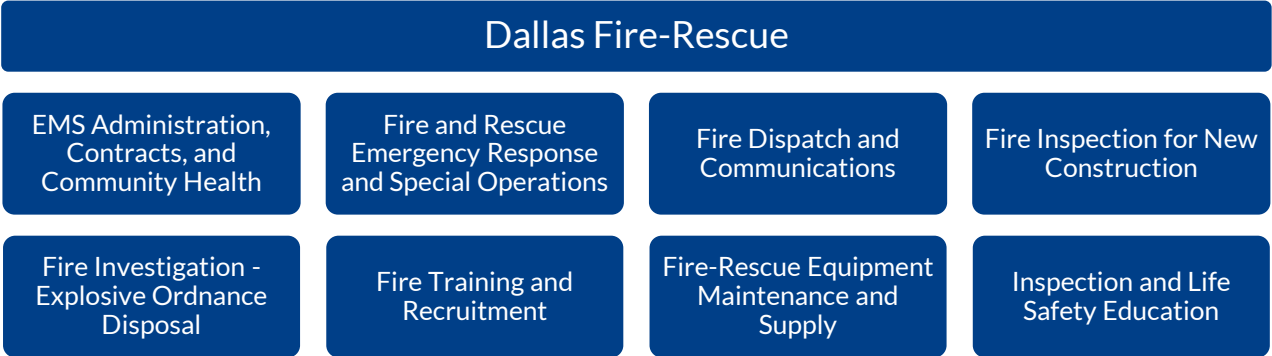 Dallas Fire-Rescue
EMS Administration,
Contracts, and
Community Health
Fire and Rescue
Emergency Response
and Special Operations
Fire Dispatch and
Communications
Fire Inspection for New
Construction
Fire Investigation -
Explosive Ordnance
Disposal
Fire Training and
Recruitment
Fire-Rescue Equipment
Maintenance and
Supply
Inspection and Life
Safety Education